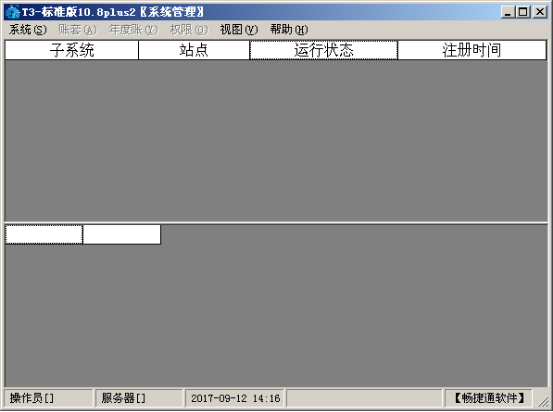 T3-标准版10.8plus2〖系统管理〗
系统(S) 账套(A) 年度账(Y) 权限(O) 视图(V) 帮助(H)
子系统 站点 运行状态 注册时间
操作员[] 服务器[] 2017-09-12 14:16 【畅捷通软件】